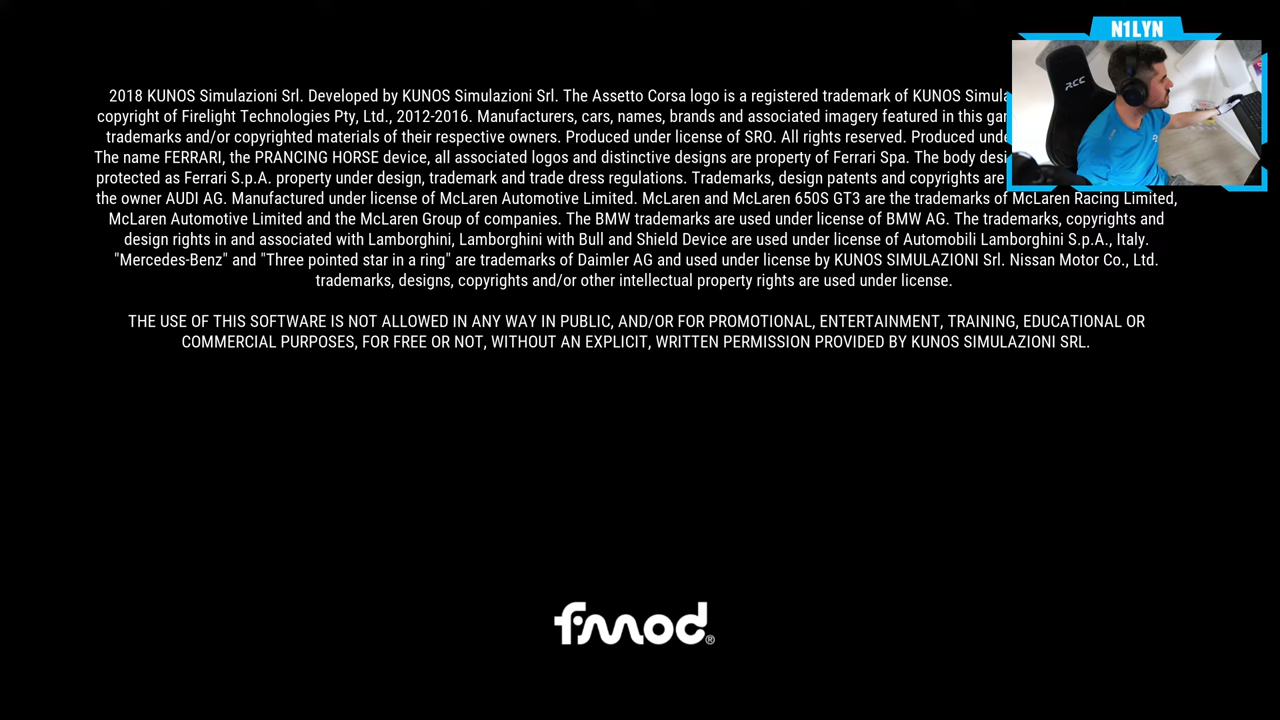 N1LYN
2018 KUNOS Simulazioni Srl. Developed by KUNOS Simulazioni Srl. The Assetto Corsa logo is a registered trademark of KUNOS
copyright of Firelight Technologies Pty, Ltd., 2012-2016. Manufacturers, cars, names, brands and associated imagery featured in this
trademarks and/or copyrighted materials of their respective owners. Produced under license of SRO. All rights reserved. Produced
The name FERRARI, the PRANCING HORSE device, all associated logos and distinctive designs are property of Ferrari Spa. The body
protected as Ferrari S.p.A. property under design, trademark and trade dress regulations. Trademarks, design patents and copyrights are
the owner AUDI AG. Manufactured under license of McLaren Automotive Limited. McLaren and McLaren 650S GT3 are the trademarks of McLaren Racing Limited,
McLaren Automotive Limited and the McLaren Group of companies. The BMW trademarks are used under license of BMW AG. The trademarks, copyrights and
design rights in and associated with Lamborghini, Lamborghini with Bull and Shield Device are used under license of Automobili Lamborghini S.p.A., Italy.
"Mercedes-Benz" and "Three pointed star in a ring" are trademarks of Daimler AG and used under license by KUNOS SIMULAZIONI Srl. Nissan Motor Co., Ltd.
trademarks, designs, copyrights and/or other intellectual property rights are used under license.
THE USE OF THIS SOFTWARE IS NOT ALLOWED IN ANY WAY IN PUBLIC, AND/OR FOR PROMOTIONAL, ENTERTAINMENT, TRAINING, EDUCATIONAL OR
COMMERCIAL PURPOSES, FOR FREE OR NOT, WITHOUT AN EXPLICIT, WRITTEN PERMISSION PROVIDED BY KUNOS SIMULAZIONI SRL.
fmod®